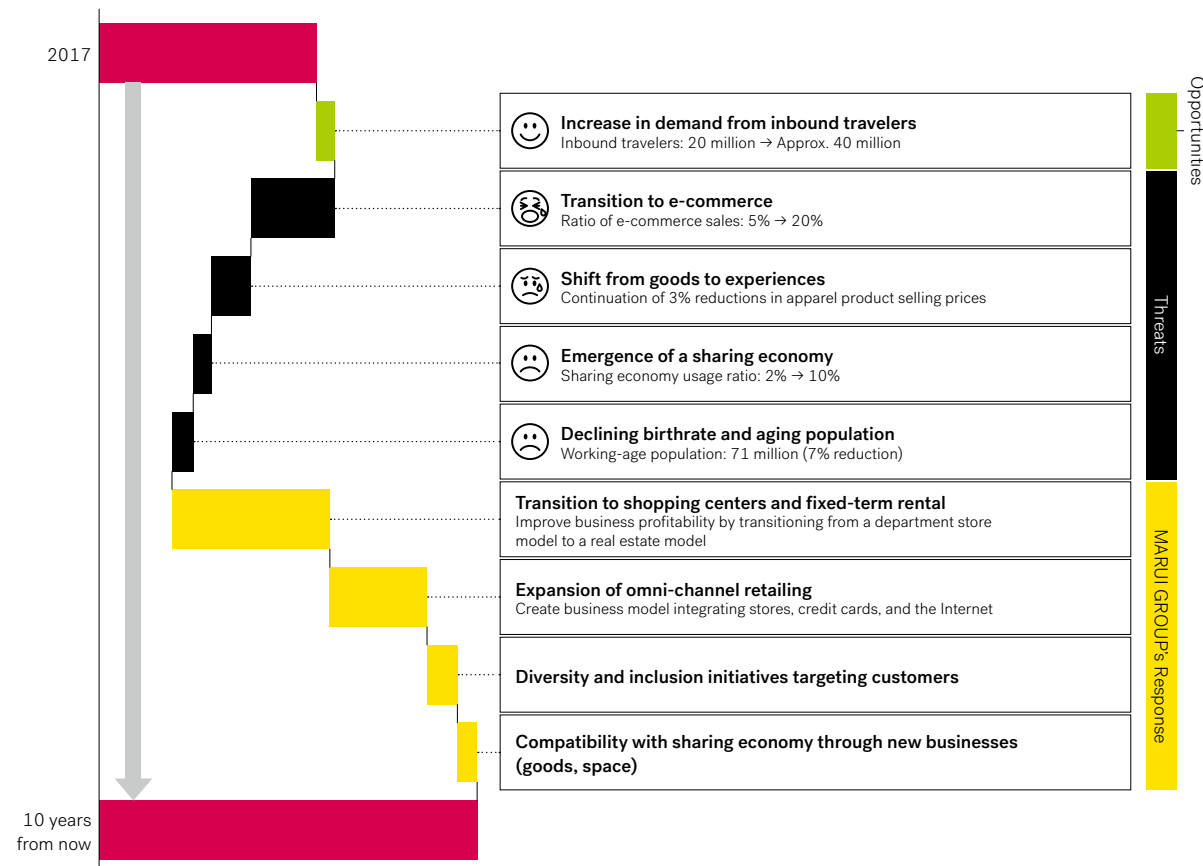 2017
Opportunities
Increase in demand from inbound travelers
Inbound travelers: 20 million → Approx. 40 million
Transition to e-commerce
Ratio of e-commerce sales: 5% → 20%
Shift from goods to experiences
Continuation of 3% reductions in apparel product selling prices
Threats
Emergence of a sharing economy
Sharing economy usage ratio: 2% → 10%
Declining birthrate and aging population
Working-age population: 71 million (7% reduction)
Transition to shopping centers and fixed-term rental
Improve business profitability by transitioning from a department store
model to a real estate model
MARUI GROUP's Response
Expansion of omni-channel retailing
Create business model integrating stores, credit cards, and the Internet
Diversity and inclusion initiatives targeting customers
Compatibility with sharing economy through new businesses
(goods, space)
10 years
from now